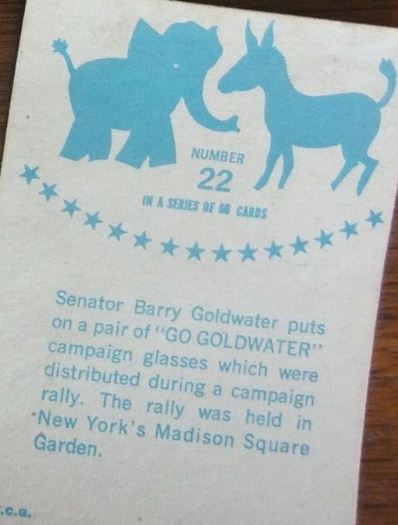 NUMBER
22
IN A SERIES OF 66 CARDS
Senator Barry Goldwater puts
on a pair of "GO GOLDWATER"
campaign glasses which were
distributed during a campaign
rally. The rally was held in
New York's Madison Square
Garden.
.c.a.